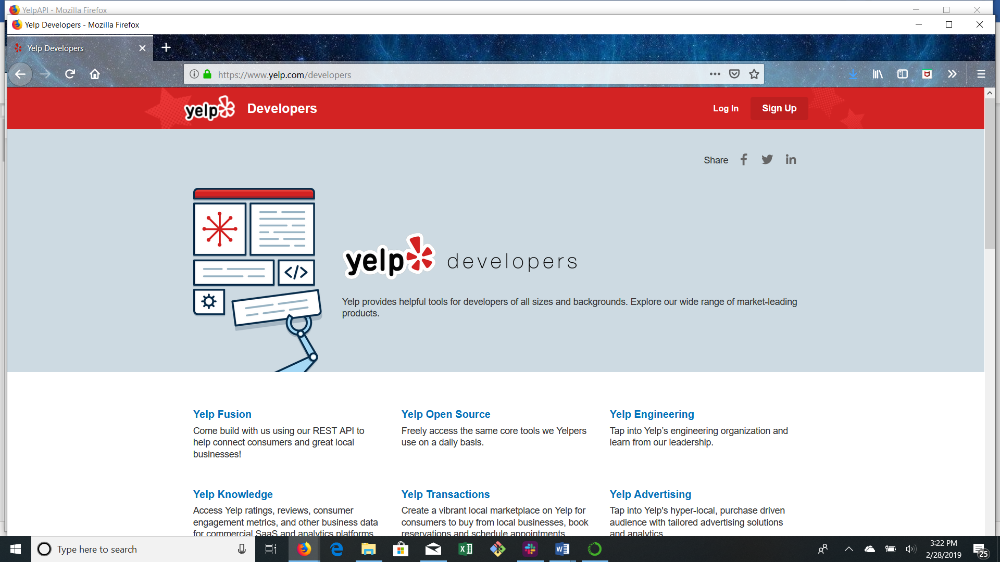 YelpAPI - Mozilla Firefox
Yelp Developers - Mozilla Firefox
Yelp Developers
https://www.yelp.com/developers
yelp Developers
Log In
Sign Up
Share
yelp developers
</>
Yelp provides helpful tools for developers of all sizes and backgrounds. Explore our wide range of market-leading
products.
Yelp Fusion
Come build with us using our REST API to
help connect consumers and great local
businesses!
Yelp Open Source
Freely access the same core tools we Yelpers
use on a daily basis.
Yelp Engineering
Tap into Yelp’s engineering organization and
learn from our leadership.
Yelp Knowledge
Access Yelp ratings, reviews, consumer
engagement metrics, and other business data
for commercial SaaS and analytics platforms
Yelp Transactions
Create a vibrant local marketplace on Yelp for
consumers to buy from local businesses, book
reservations and schedule appointments
Yelp Advertising
Tap into Yelp's hyper-local, purchase driven
audience with tailored advertising solutions
and analytics
Type here to search
3:22 PM
2/28/2019
25